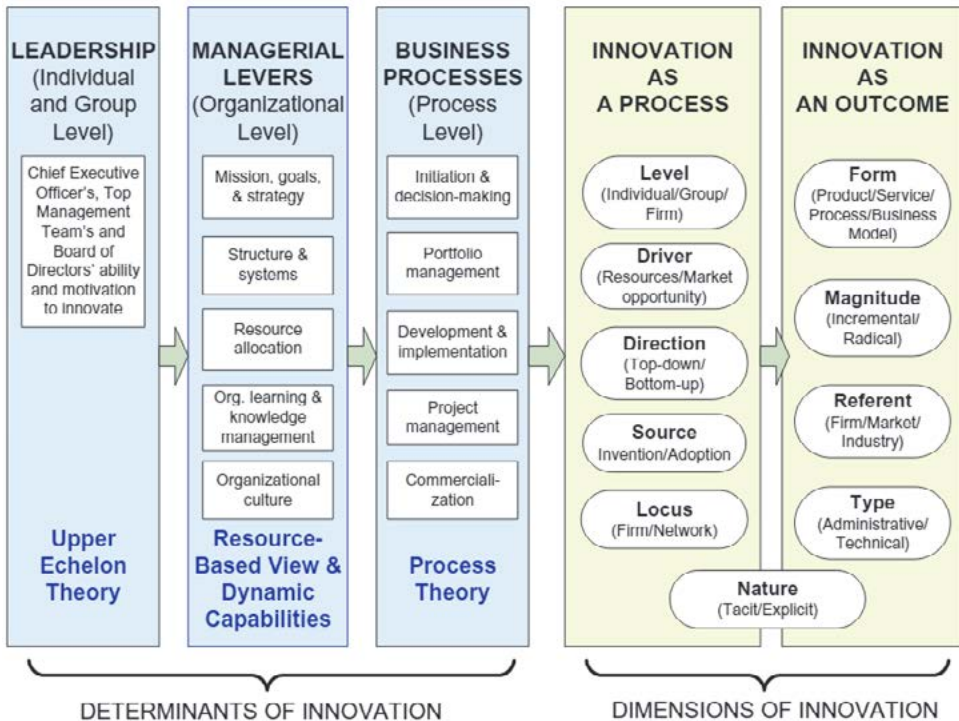 LEADERSHIP
(Individual
and Group
Level)
Chief Executive
Officer's, Top
Management
Team's and
Board of
Directors' ability
and motivation
to innovate
Upper
Echelon
Theory
MANAGERIAL
LEVERS
(Organizational
Level)
Mission, goals,
& strategy
Structure &
systems
Resource
allocation
Org. learning &
knowledge
management
Organizational
culture
Resource-
Based View &
Dynamic
Capabilities
BUSINESS
PROCESSES
(Process
Level)
Initiation &
decision-making
Portfolio
management
Development &
implementation
Project
management
Commerciali-
zation
Process
Theory
INNOVATION
AS
A PROCESS
Level
(Individual/Group/
Firm)
Driver
(Resources/Market
opportunity)
Direction
(Top-down/
Bottom-up)
Source
Invention/Adoption
Locus
(Firm/Network)
INNOVATION
AS
AN OUTCOME
Form
(Product/Service/
Process/Business
Model)
Magnitude
(Incremental/
Radical)
Referent
(Firm/Market/
Industry)
Type
(Administrative/
Technical)
Nature
(Tacit/Explicit)
DETERMINANTS OF INNOVATION
DIMENSIONS OF INNOVATION